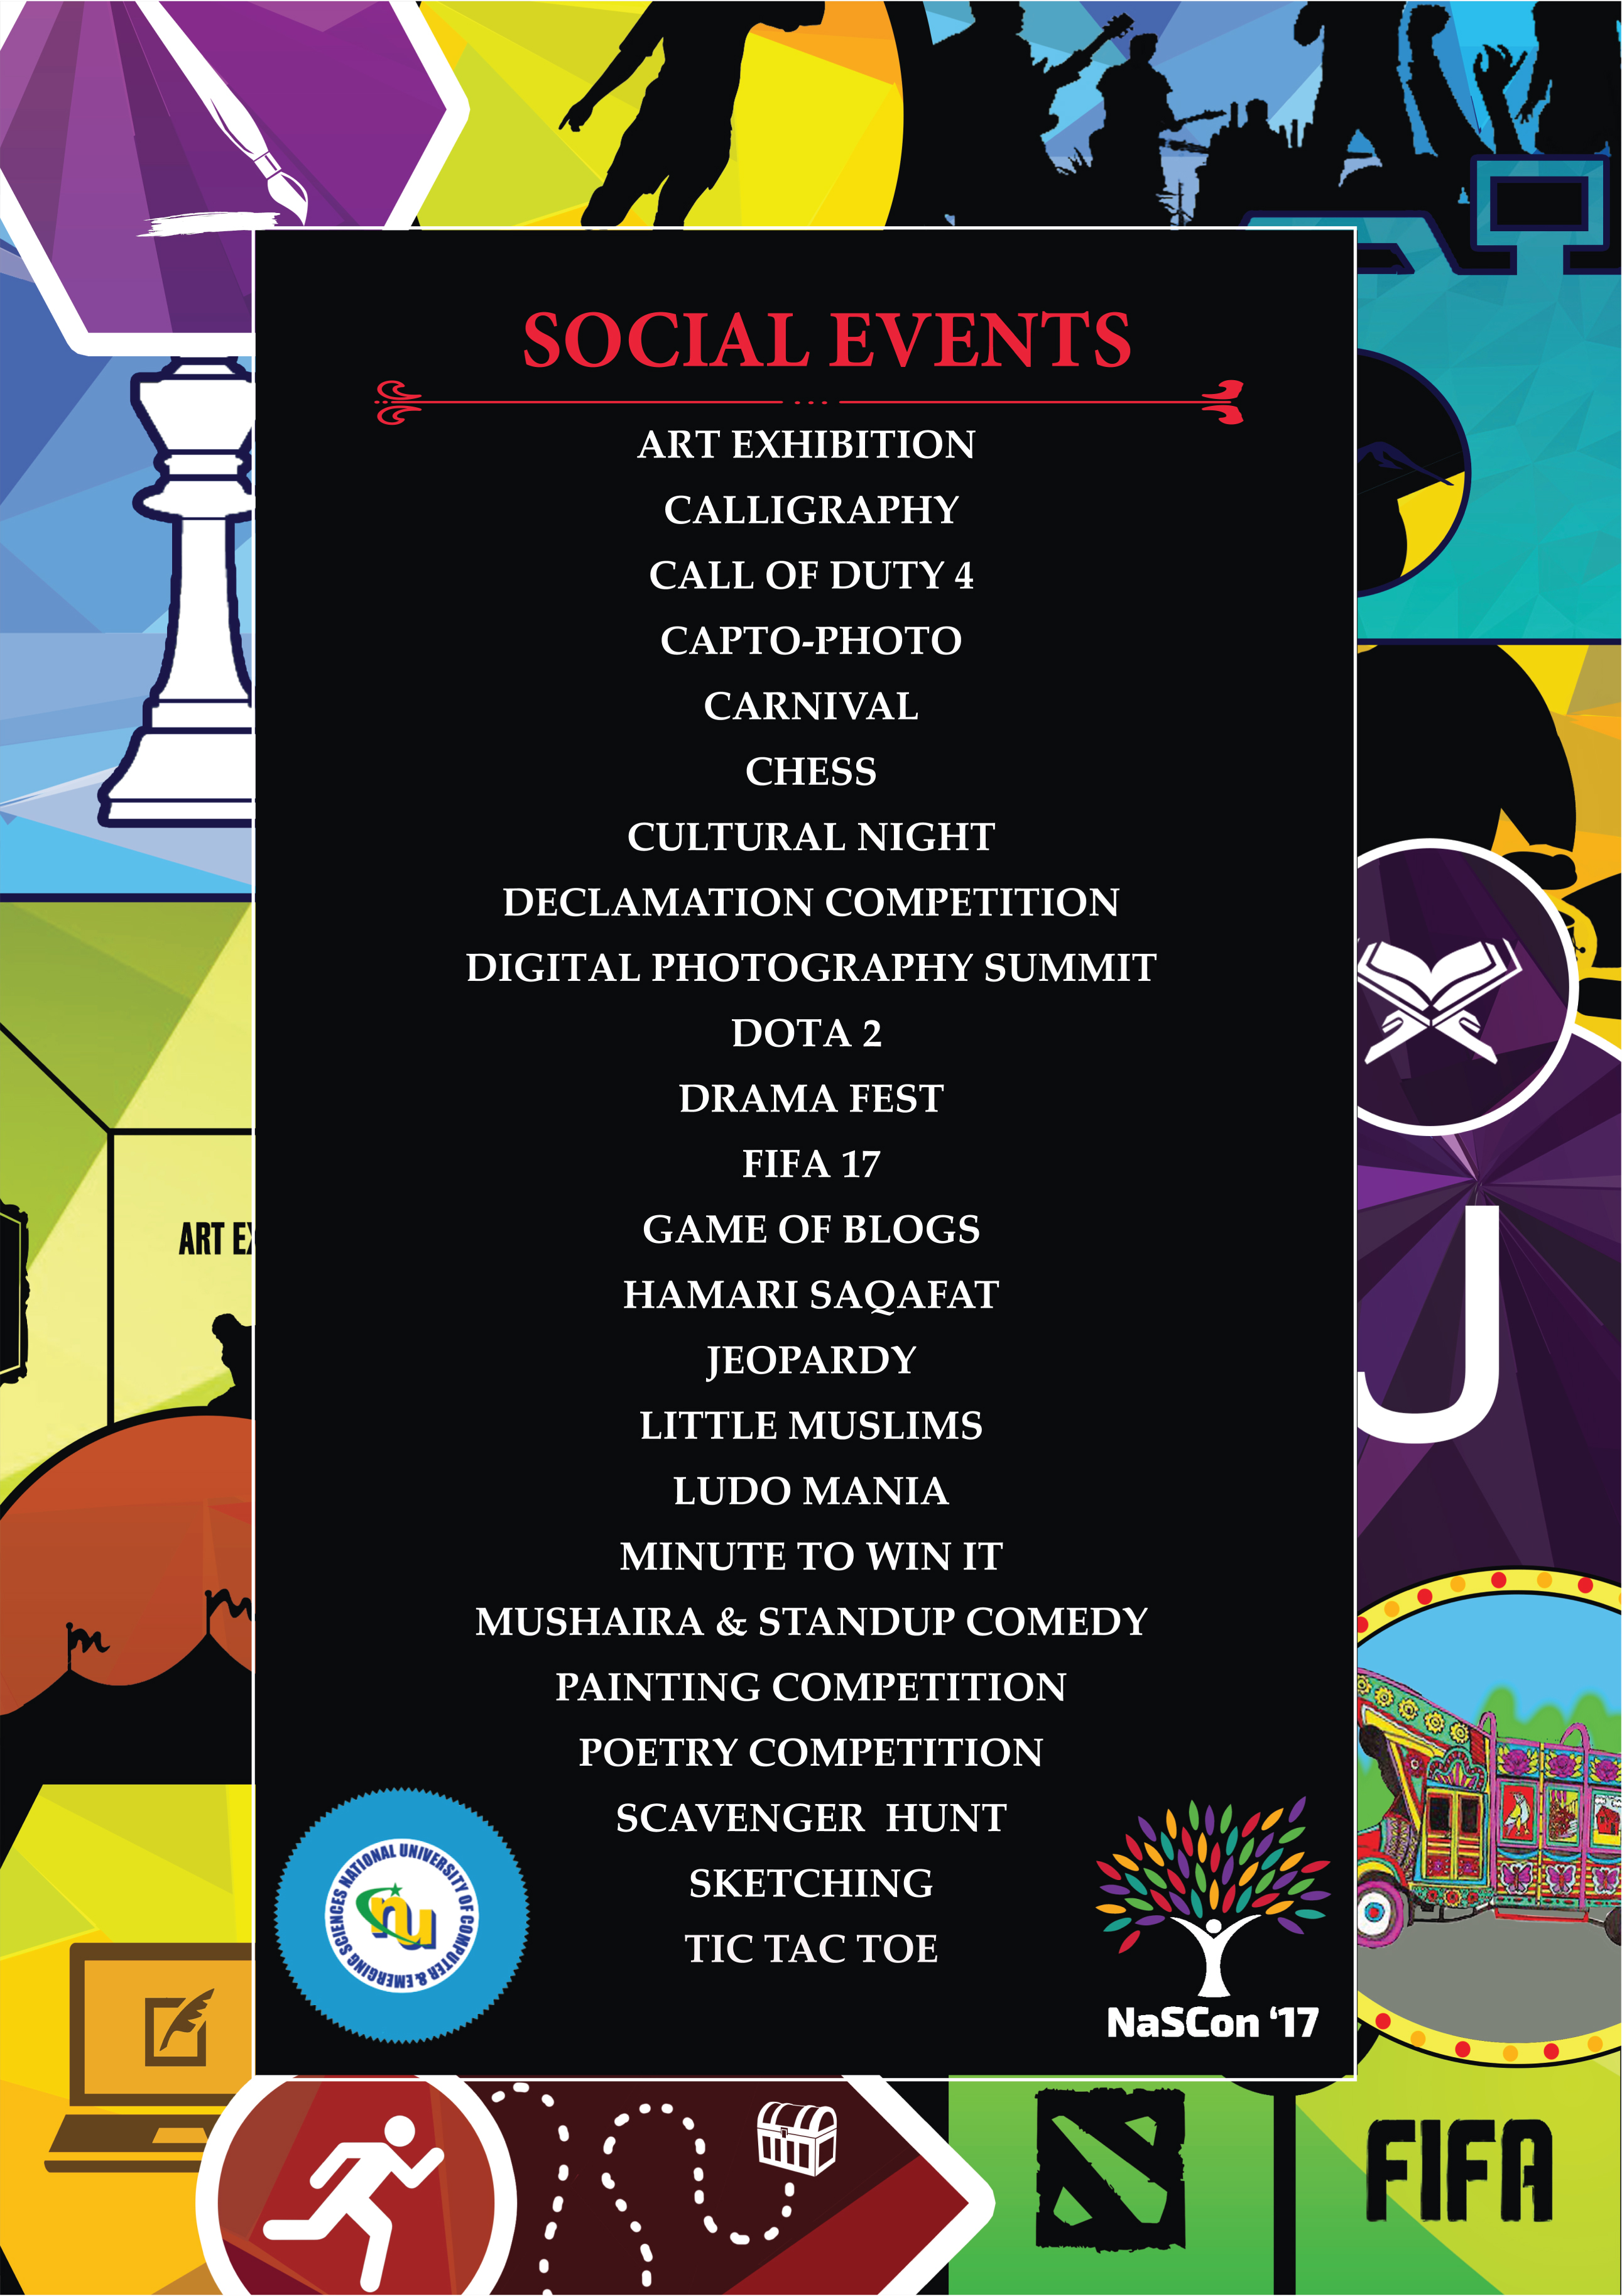 SOCIAL EVENTS
ART EXHIBITION
CALLIGRAPHY
CALL OF DUTY 4
CAPTO-PHOTO
CARNIVAL
CHESS
CULTURAL NIGHT
DECLAMATION COMPETITION
DIGITAL PHOTOGRAPHY SUMMIT
DOTA 2
DRAMA FEST
FIFA 17
GAME OF BLOGS
HAMARI SAQAFAT
JEOPARDY
LITTLE MUSLIMS
LUDO MANIA
MINUTE TO WIN IT
MUSHAIRA & STANDUP COMEDY
PAINTING COMPETITION
POETRY COMPETITION
SCAVENGER HUNT
SKETCHING
TIC TAC TOE
NATIONAL UNIVERSITY OF COMPUTER & EMERGING SCIENCES
nu
NaSCon '17
ART
J
FIFA